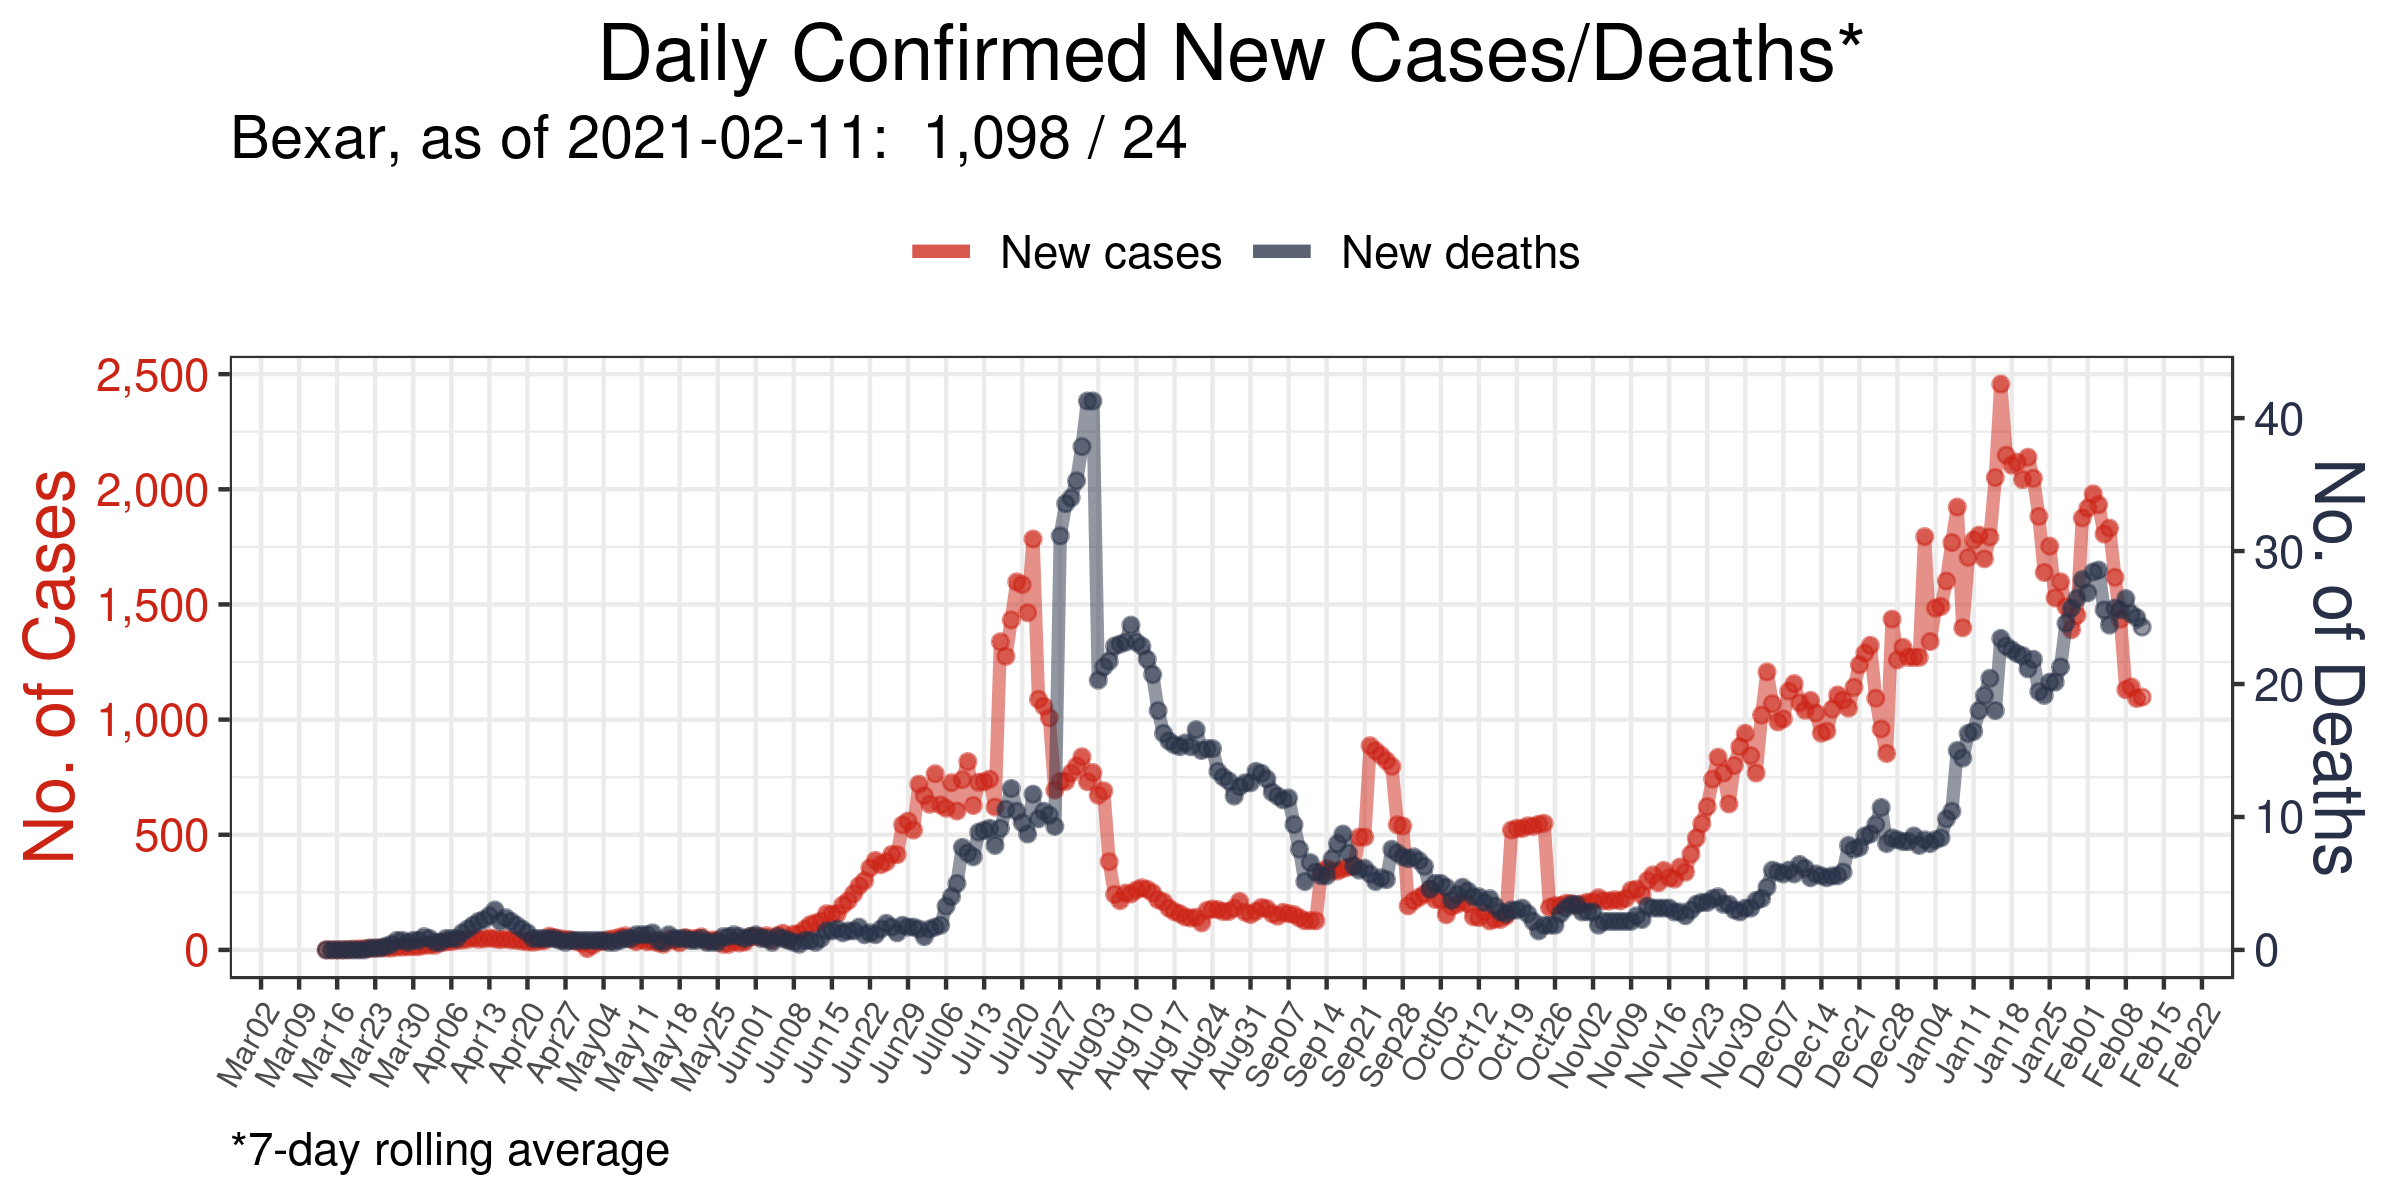 Daily Confirmed New Cases/Deaths*
Bexar, as of 2021-02-11:  1,098 / 24
New cases New deaths
No. of Cases
2,500
2,000
1,500
1,000
500
0
40
30
20
10
0
No. of Deaths
Mar02 Mar09 Mar16 Mar23 Mar30 Apr06 Apr13 Apr20 Apr27 May04 May11 May18 May25 Jun01 Jun08 Jun15 Jun22 Jun29 Jul06 Jul13 Jul20 Jul27 Aug03 Aug10 Aug17 Aug24 Aug31 Sep07 Sep14 Sep21 Sep28 Oct05 Oct12 Oct19 Oct26 Nov02 Nov09 Nov16 Nov23 Nov30 Dec07 Dec14 Dec21 Dec28 Jan04 Jan11 Jan18 Jan25 Feb01 Feb08 Feb15 Feb22
*7-day rolling average